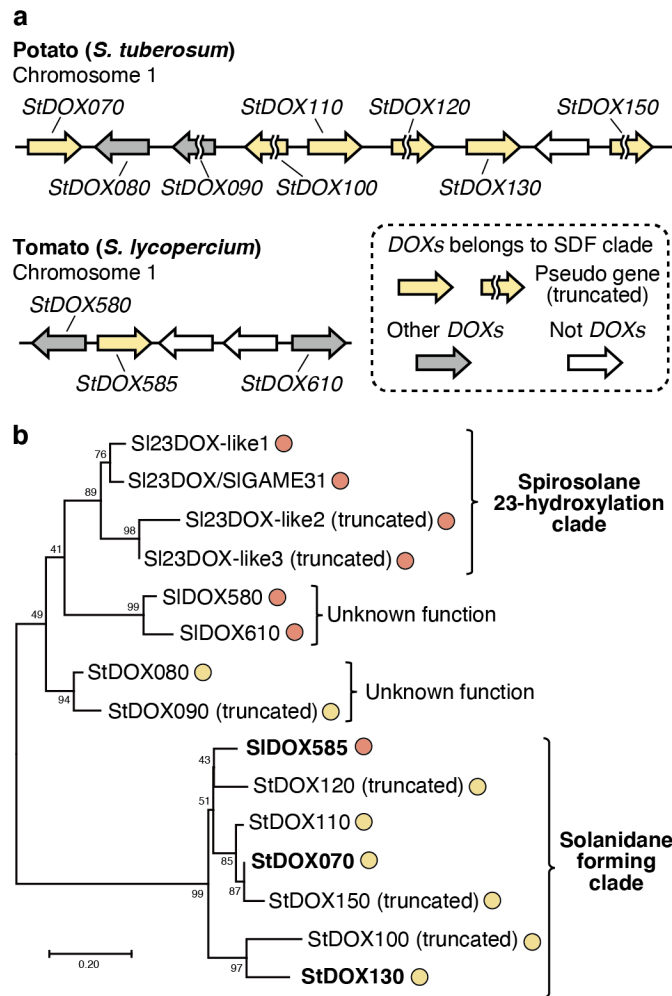 a
Potato (S. tuberosum)
Chromosome 1
StDOX070 StDOX110 StDOX120 StDOX150
StDOX080 StDOX090 StDOX100 StDOX130
Tomato (S. lycopercium)
Chromosome 1
StDOX580
StDOX585 StDOX610
DOXs belongs to SDF clade
Pseudo gene
(truncated)
Other DOXs Not DOXs
b
Sl23DOX-like1
Sl23DOX/SlGAME31
Sl23DOX-like2 (truncated)
Sl23DOX-like3 (truncated)
Spirosolane
23-hydroxylation
clade
SlDOX580
SlDOX610
Unknown function
StDOX080
StDOX090 (truncated)
Unknown function
SlDOX585
StDOX120 (truncated)
StDOX110
StDOX070
StDOX150 (truncated)
StDOX100 (truncated)
StDOX130
Solanidane
forming
clade
76
89
98
41
99
49
94
43
51
85
87
99
97
0.20